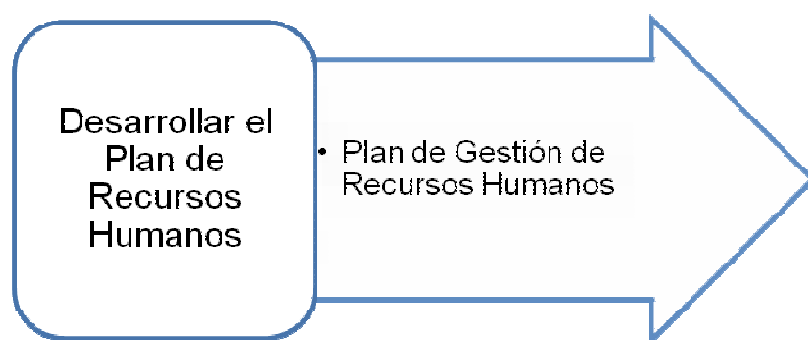 Desarrollar el
Plan de
Recursos
Humanos
• Plan de Gestión de
Recursos Humanos